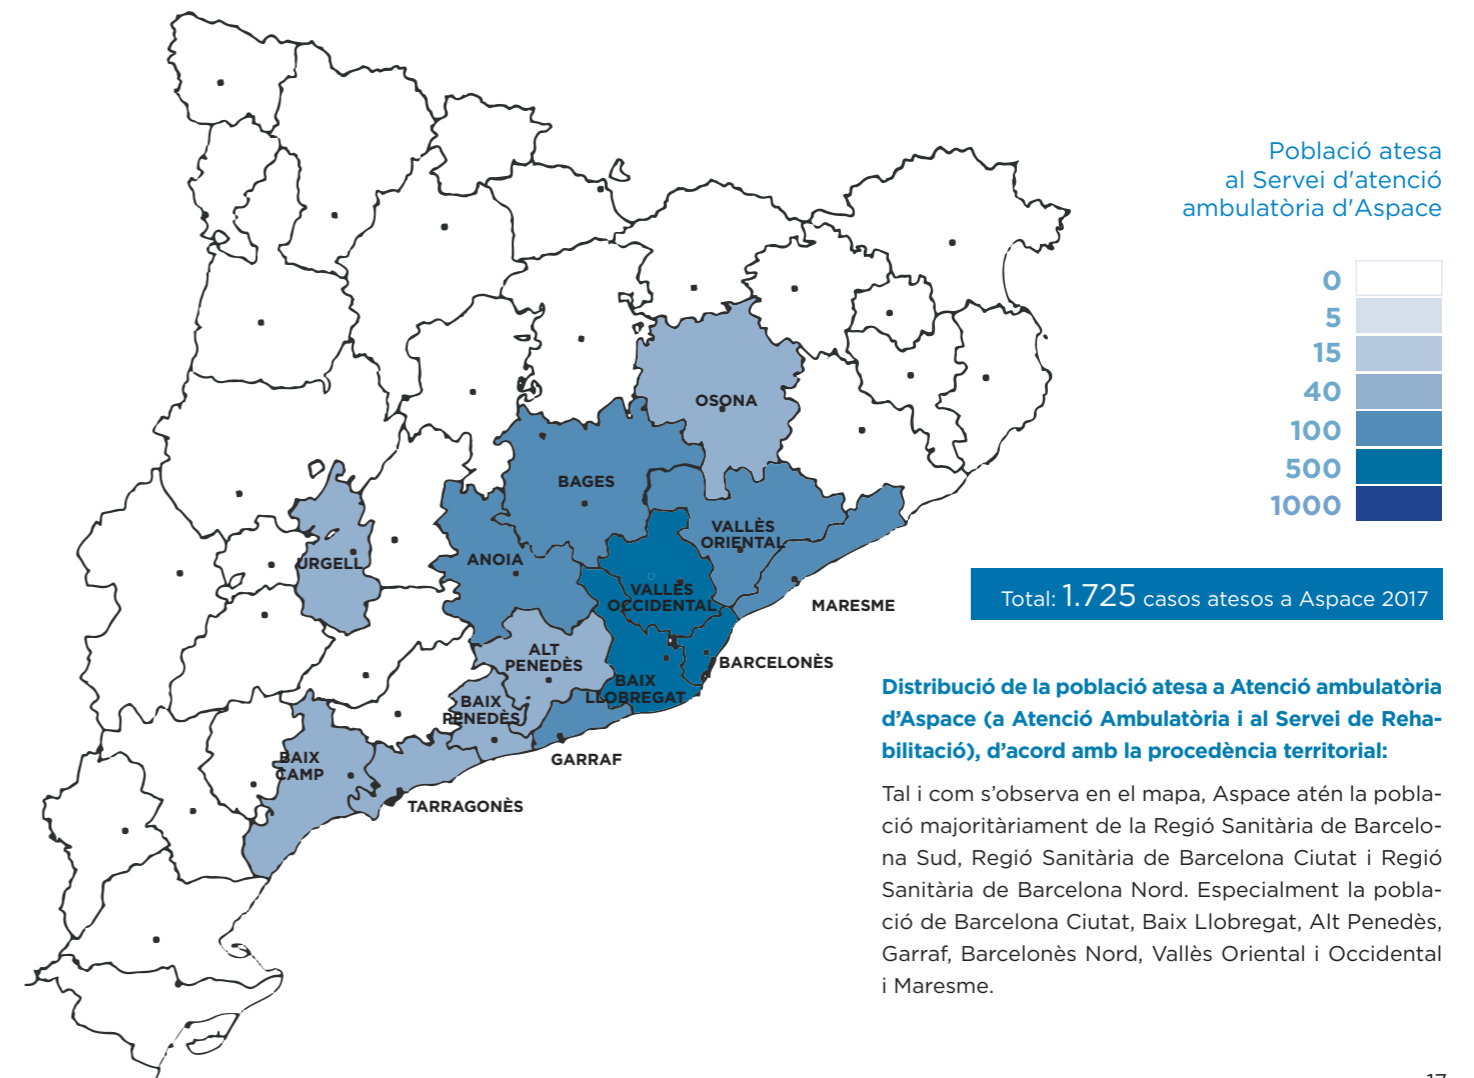 Població atesa
al Servei d'atenció
ambulatòria d'Aspace
0
5
15
40
100
500
1000
OSONA
BAGES
VALLÈS
ORIENTAL
URGELL
ANOIA
VALLÈS
OCCIDENTAL
MARESME
ALT
PENEDÈS
BARCELONÈS
BAIX
LLOBREGAT
BAIX
PENEDÈS
GARRAF
BAIX
CAMP
TARRAGONÈS
Total: 1.725 casos atesos a Aspace 2017
Distribució de la població atesa a Atenció ambulatòria
d’Aspace (a Atenció Ambulatòria i al Servei de Reha-
bilitació), d’acord amb la procedència territorial:
Tal i com s’observa en el mapa, Aspace atén la pobla-
ció majoritàriament de la Regió Sanitària de Barcelo-
na Sud, Regió Sanitària de Barcelona Ciutat i Regió
Sanitària de Barcelona Nord. Especialment la pobla-
ció de Barcelona Ciutat, Baix Llobregat, Alt Penedès,
Garraf, Barcelonès Nord, Vallès Oriental i Occidental
i Maresme.